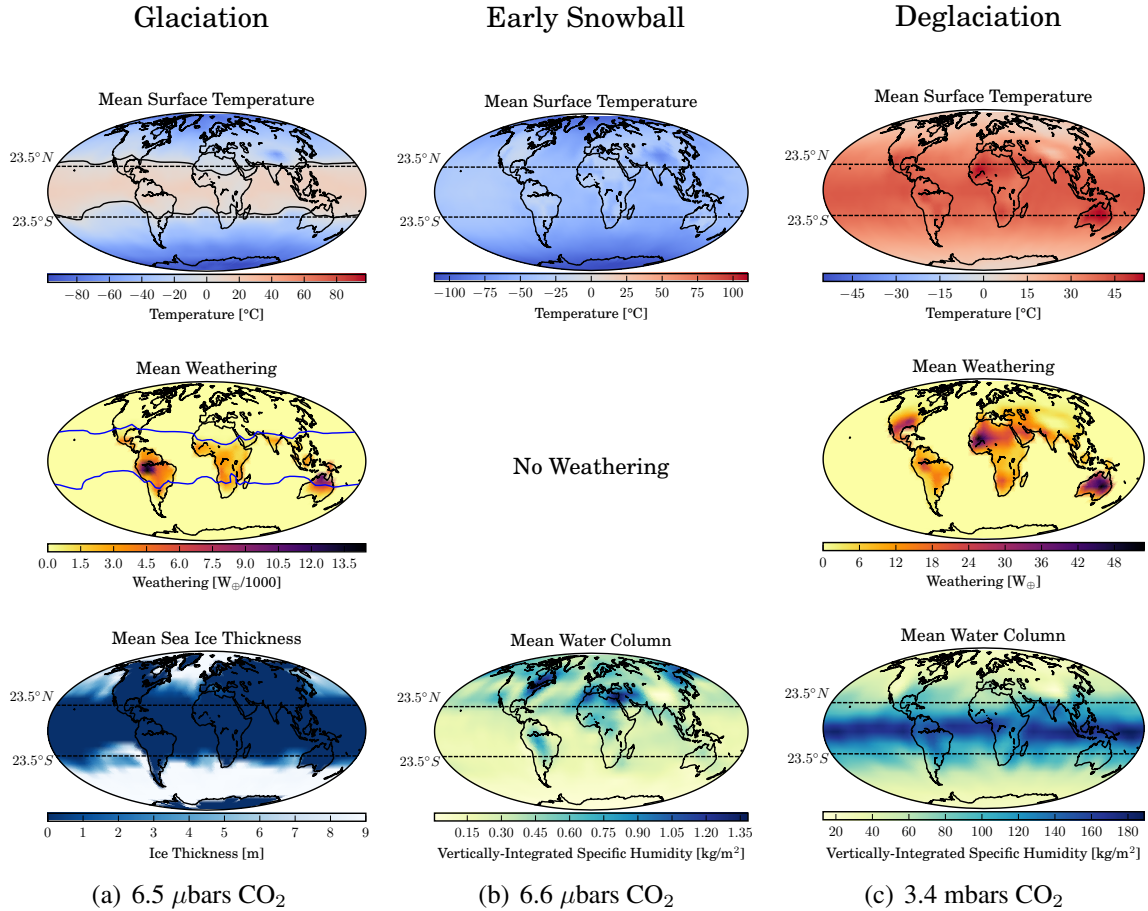 Glaciation
Early Snowball
Deglaciation
Mean Surface Temperature
23.5°N
23.5°S
−80 −60 −40 −20 0 20 40 60 80
Temperature [°C]
Mean Surface Temperature
23.5°N
23.5°S
−100 −75 −50 −25 0 25 50 75 100
Temperature [°C]
Mean Surface Temperature
23.5°N
23.5°S
−45 −30 −15 0 15 30 45
Temperature [°C]
Mean Weathering
0.0 1.5 3.0 4.5 6.0 7.5 9.0 10.5 12.0 13.5
Weathering [W⊕/1000]
No Weathering
Mean Weathering
0 6 12 18 24 30 36 42 48
Weathering [W⊕]
Mean Sea Ice Thickness
23.5°N
23.5°S
0 1 2 3 4 5 6 7 8 9
Ice Thickness [m]
Mean Water Column
23.5°N
23.5°S
0.15 0.30 0.45 0.60 0.75 0.90 1.05 1.20 1.35
Vertically-Integrated Specific Humidity [kg/m²]
Mean Water Column
23.5°N
23.5°S
20 40 60 80 100 120 140 160 180
Vertically-Integrated Specific Humidity [kg/m²]
(a) 6.5 μbars CO₂
(b) 6.6 μbars CO₂
(c) 3.4 mbars CO₂